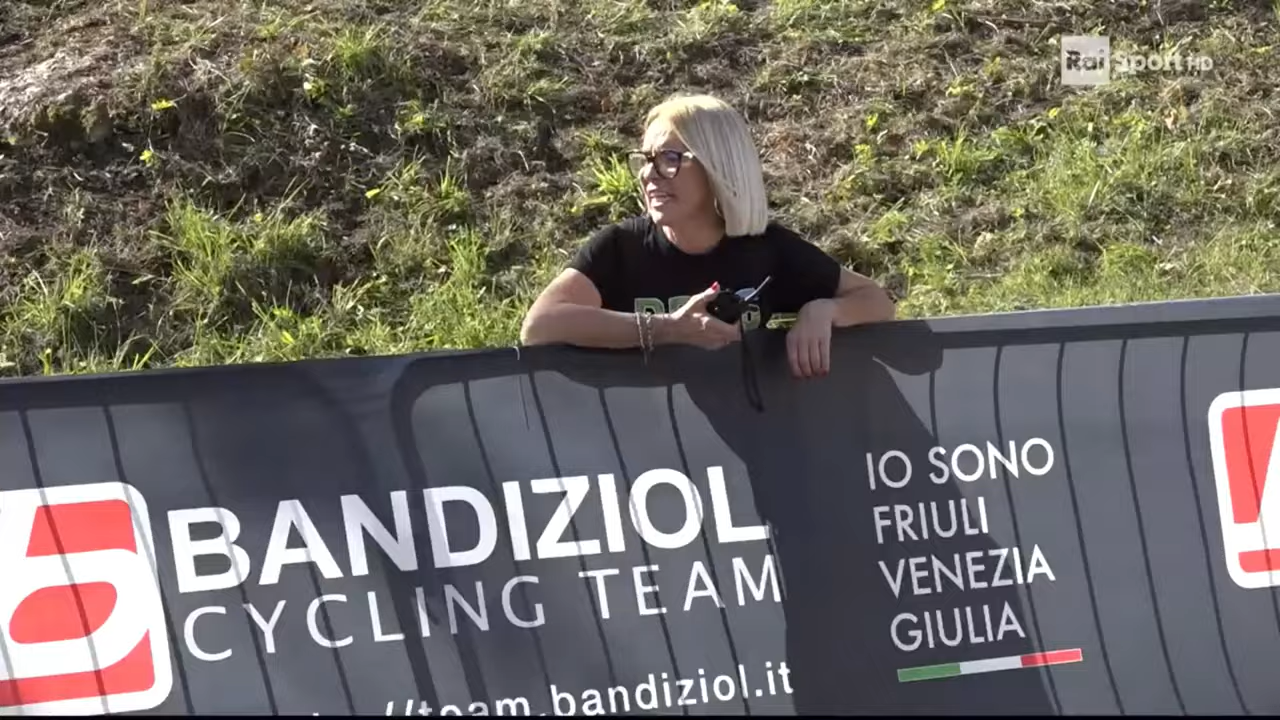 Rai Sport HD
BANDIZIOL
CYCLING TEAM
team.bandiziol.it
IO SONO
FRIULI
VENEZIA
GIULIA